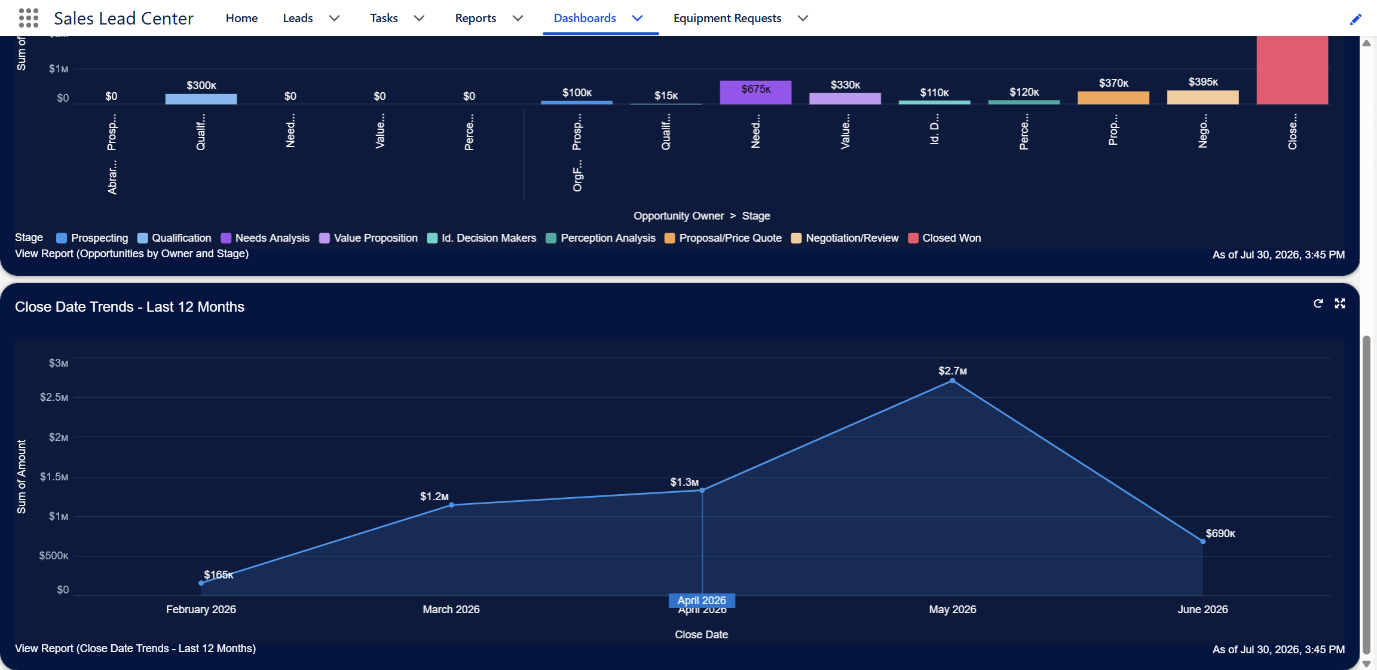 Sales Lead Center
Home Leads Tasks Reports Dashboards Equipment Requests
Sum of
$1M
$0
$0 $300K $0 $0 $0 $100K $15K $675K $330K $110K $120K $370K $395K
Prosp... Qualif... Need... Value... Perce... Prosp... Qualif... Need... Value... Id. D... Perce... Prop... Nego... Close...
Abrar... OrgF...
Opportunity Owner > Stage
Stage Prospecting Qualification Needs Analysis Value Proposition Id. Decision Makers Perception Analysis Proposal/Price Quote Negotiation/Review Closed Won
View Report (Opportunities by Owner and Stage)
As of Jul 30, 2026, 3:45 PM
Close Date Trends - Last 12 Months
Sum of Amount
$3M
$2.5M
$2M
$1.5M
$1M
$500K
$0
$165K
$1.2M
$1.3M
$2.7M
$690K
April 2026
February 2026 March 2026 April 2026 May 2026 June 2026
Close Date
View Report (Close Date Trends - Last 12 Months)
As of Jul 30, 2026, 3:45 PM